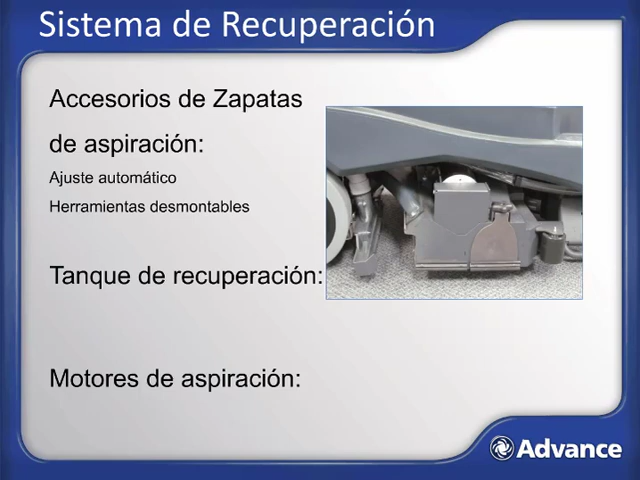 Sistema de Recuperación
Accesorios de Zapatas
de aspiración:
Ajuste automático
Herramientas desmontables
Tanque de recuperación:
Motores de aspiración:
Advance